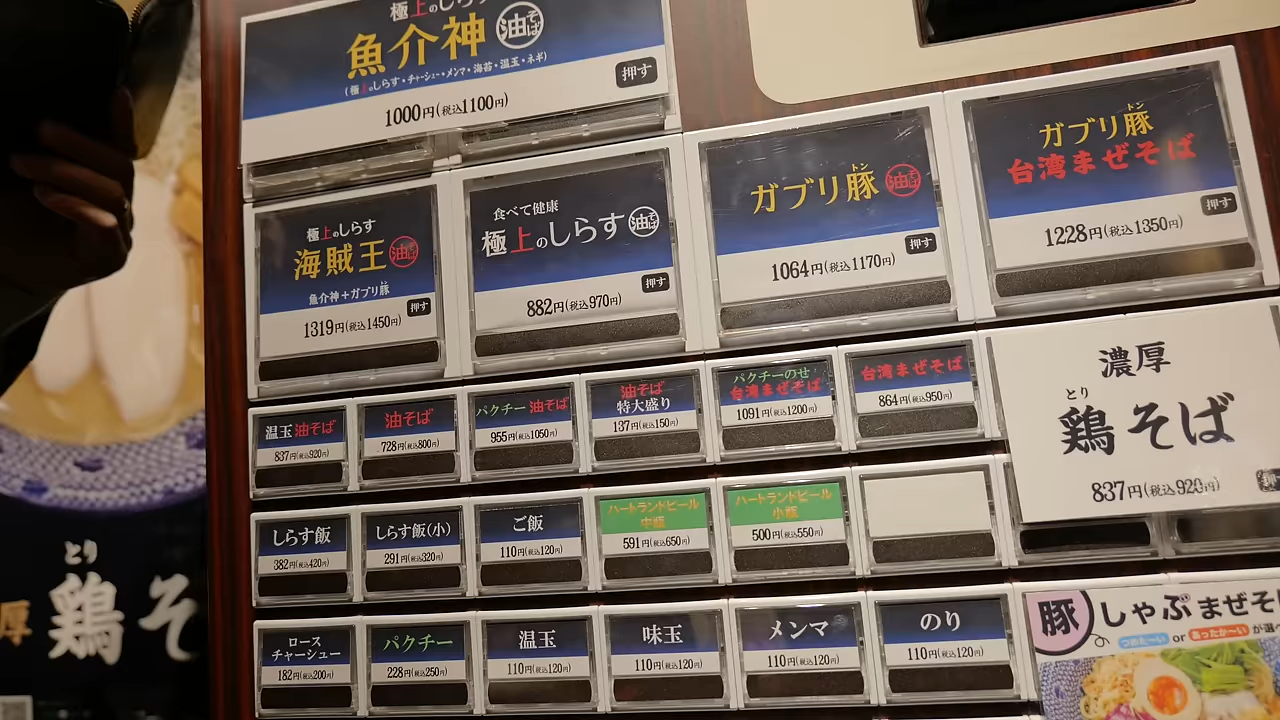 極上のしらす
魚介神 油そば
(極上のしらす・チャーシュー・メンマ・海苔・温玉・ネギ)
押す
1000円(税込1100円)
極上のしらす
海賊王 油そば
魚介神+ガブリ豚
押す
1319円(税込1450円)
食べて健康
極上のしらす 油そば
押す
882円(税込970円)
トン
ガブリ豚 油そば
押す
1064円(税込1170円)
トン
ガブリ豚
台湾まぜそば
押す
1228円(税込1350円)
温玉油そば
837円(税込920円)
油そば
728円(税込800円)
パクチー油そば
955円(税込1050円)
油そば
特大盛り
137円(税込150円)
パクチーのせ
台湾まぜそば
1091円(税込1200円)
台湾まぜそば
864円(税込950円)
濃厚
とり
鶏そば
837円(税込920円)
しらす飯
382円(税込420円)
しらす飯(小)
291円(税込320円)
ご飯
110円(税込120円)
ハートランドビール
中瓶
591円(税込650円)
ハートランドビール
小瓶
500円(税込550円)
ロース
チャーシュー
182円(税込200円)
パクチー
228円(税込250円)
温玉
110円(税込120円)
味玉
110円(税込120円)
メンマ
110円(税込120円)
のり
110円(税込120円)
豚しゃぶまぜそ
つめた〜い or あったか〜い が選べ
とり
厚 鶏そ